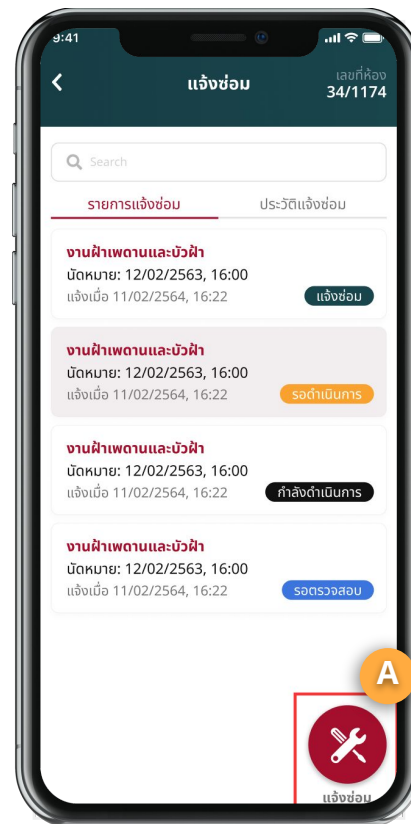 9:41
แจ้งซ่อม
เลขที่ห้อง
34/1174
Search
รายการแจ้งซ่อม
ประวัติแจ้งซ่อม
งานฝ้าเพดานและบัวฝ้า
นัดหมาย: 12/02/2563, 16:00
แจ้งเมื่อ 11/02/2564, 16:22
แจ้งซ่อม
งานฝ้าเพดานและบัวฝ้า
นัดหมาย: 12/02/2563, 16:00
แจ้งเมื่อ 11/02/2564, 16:22
รอดำเนินการ
งานฝ้าเพดานและบัวฝ้า
นัดหมาย: 12/02/2563, 16:00
แจ้งเมื่อ 11/02/2564, 16:22
กำลังดำเนินการ
งานฝ้าเพดานและบัวฝ้า
นัดหมาย: 12/02/2563, 16:00
แจ้งเมื่อ 11/02/2564, 16:22
รอตรวจสอบ
A
แจ้งซ่อม